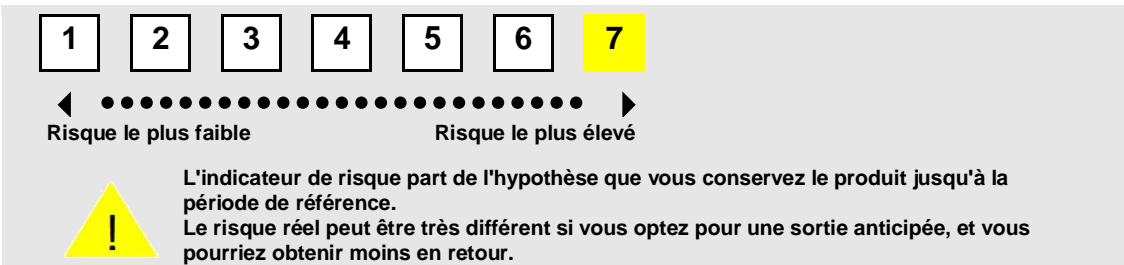 1 2 3 4 5 6 7
Risque le plus faible Risque le plus élevé
L'indicateur de risque part de l'hypothèse que vous conservez le produit jusqu'à la
période de référence.
Le risque réel peut être très différent si vous optez pour une sortie anticipée, et vous
pourriez obtenir moins en retour.
!